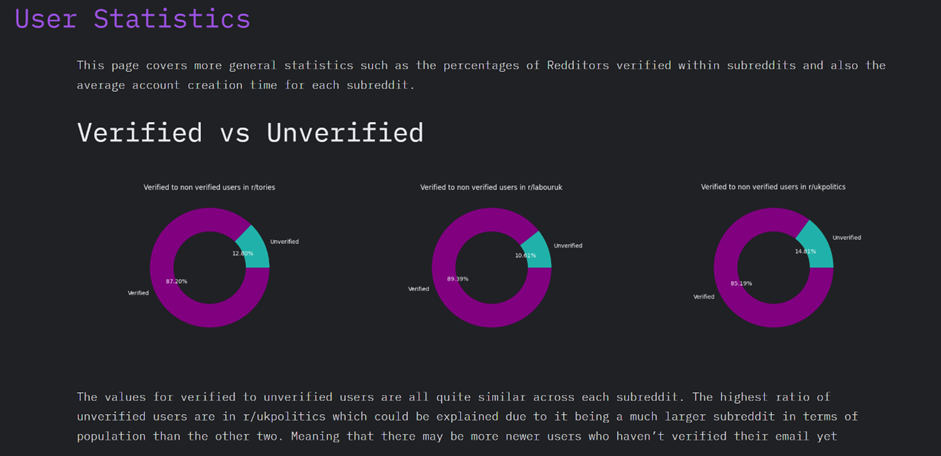 User Statistics
This page covers more general statistics such as the percentages of Redditors verified within subreddits and also the
average account creation time for each subreddit.
Verified vs Unverified
Verified to non verified users in r/tories
Unverified
12.80%
87.20%
Verified
Verified to non verified users in r/labouruk
Unverified
10.61%
89.39%
Verified
Verified to non verified users in r/ukpolitics
Unverified
14.81%
85.19%
Verified
The values for verified to unverified users are all quite similar across each subreddit. The highest ratio of
unverified users are in r/ukpolitics which could be explained due to it being a much larger subreddit in terms of
population than the other two. Meaning that there may be more newer users who haven't verified their email yet